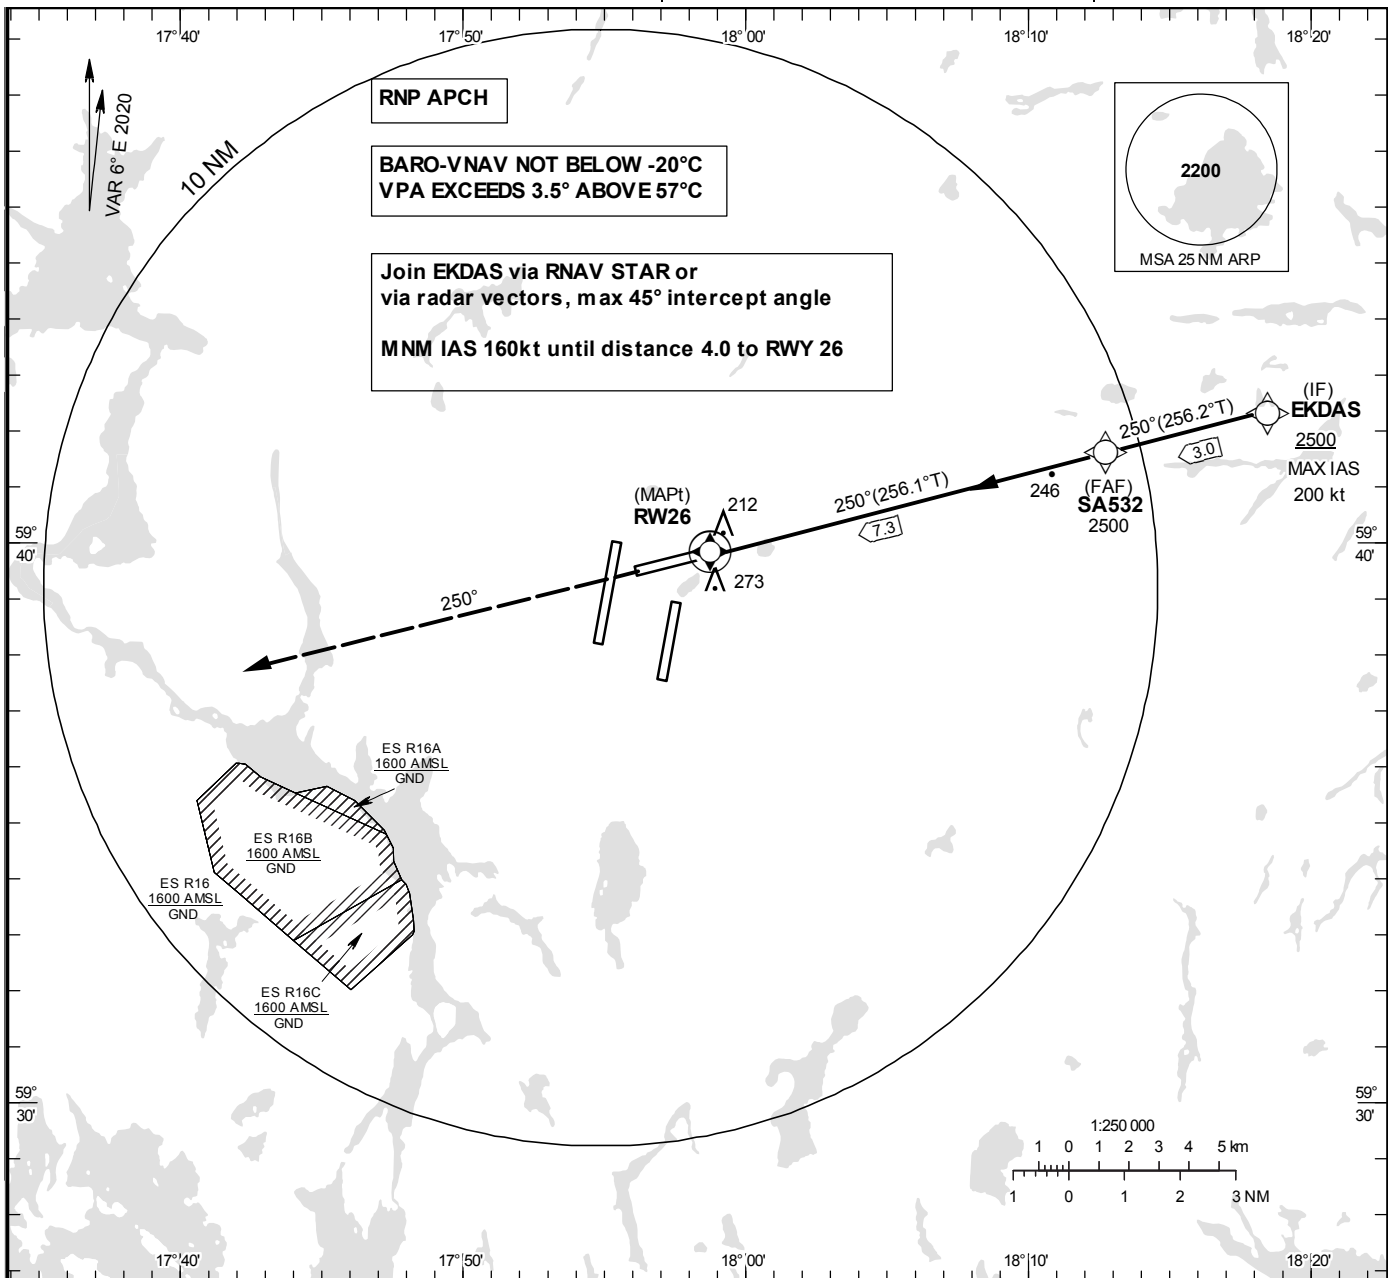 17°40'
17°50'
18°00'
18°10'
18°20'
VAR 6° E 2020
10 NM
RNP APCH
BARO-VNAV NOT BELOW -20°C
VPA EXCEEDS 3.5° ABOVE 57°C
Join EKDAS via RNAV STAR or
via radar vectors, max 45° intercept angle
MNM IAS 160kt until distance 4.0 to RWY 26
2200
MSA 25 NM ARP
(IF)
EKDAS
2500
MAX IAS
200 kt
250°(256.2°T)
3.0
(FAF)
SA532
2500
246
250°(256.1°T)
7.3
(MAPt)
RW26
212
273
250°
59°
40'
59°
40'
ES R16A
1600 AMSL
GND
ES R16B
1600 AMSL
GND
ES R16
1600 AMSL
GND
ES R16C
1600 AMSL
GND
59°
30'
59°
30'
1:250 000
1 0 1 2 3 4 5 km
1 0 1 2 3 NM
17°40'
17°50'
18°00'
18°10'
18°20'